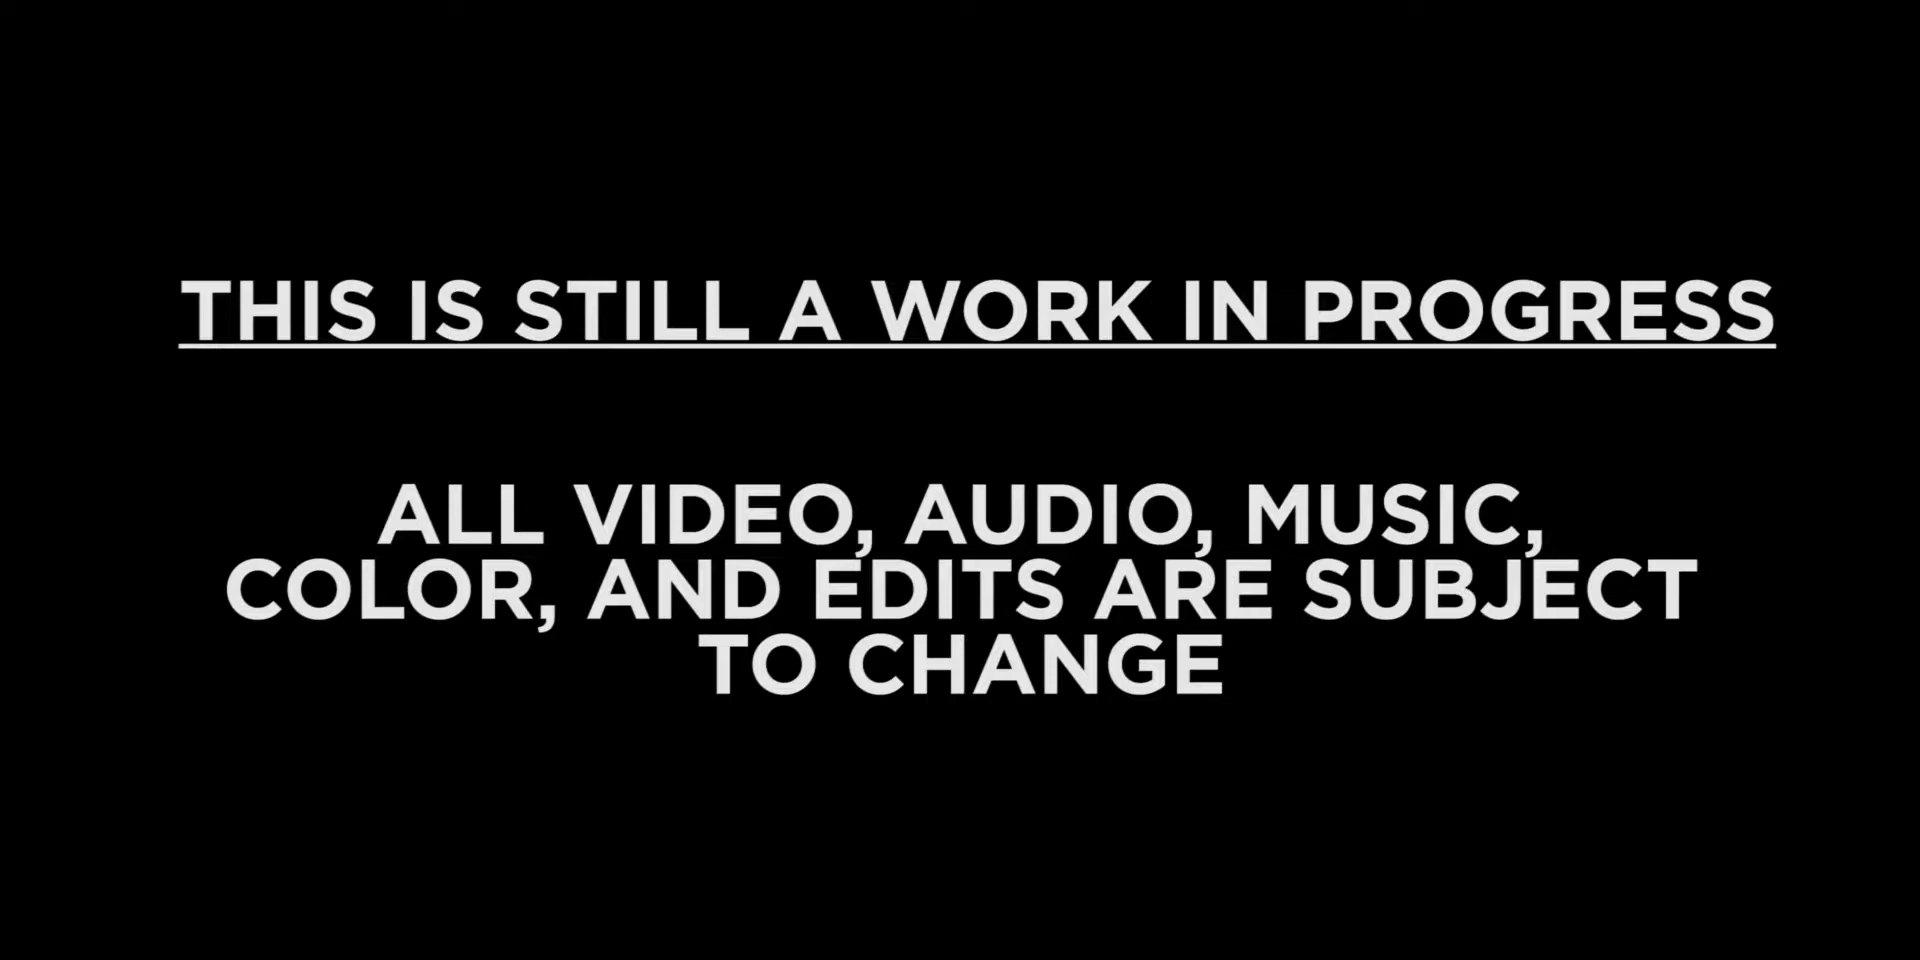 THIS IS STILL A WORK IN PROGRESS
ALL VIDEO, AUDIO, MUSIC,
COLOR, AND EDITS ARE SUBJECT
TO CHANGE